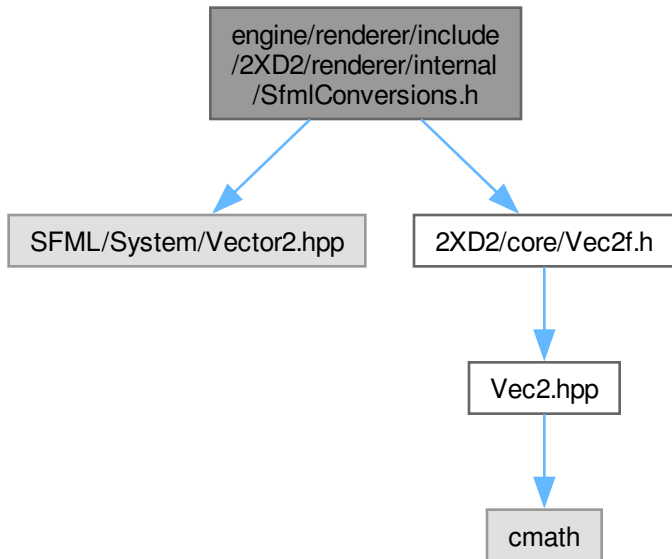 engine/renderer/include
/2XD2/renderer/internal
/SfmlConversions.h
SFML/System/Vector2.hpp
2XD2/core/Vec2f.h
Vec2.hpp
cmath